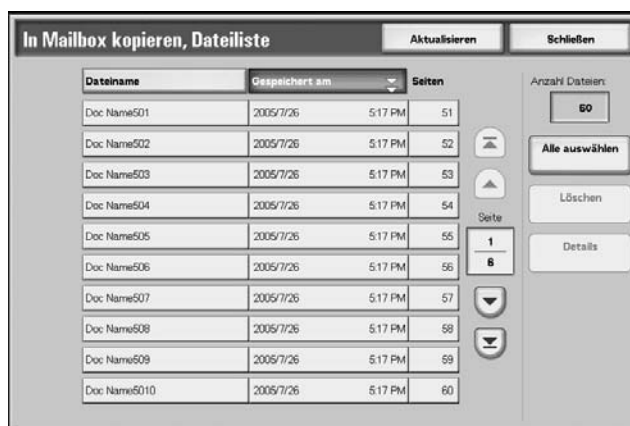 In Mailbox kopieren, Dateiliste Aktualisieren Schließen
Dateiname Gespeichert am Seiten Anzahl Dateien:
60
Doc Name501 2005/7/26 5:17 PM 51
Doc Name502 2005/7/26 5:17 PM 52
Alle auswählen
Doc Name503 2005/7/26 5:17 PM 53
Doc Name504 2005/7/26 5:17 PM 54
Löschen
Seite
Doc Name505 2005/7/26 5:17 PM 55
1
Details
6
Doc Name506 2005/7/26 5:17 PM 56
Doc Name507 2005/7/26 5:17 PM 57
Doc Name508 2005/7/26 5:17 PM 58
Doc Name509 2005/7/26 5:17 PM 59
Doc Name5010 2005/7/26 5:17 PM 60